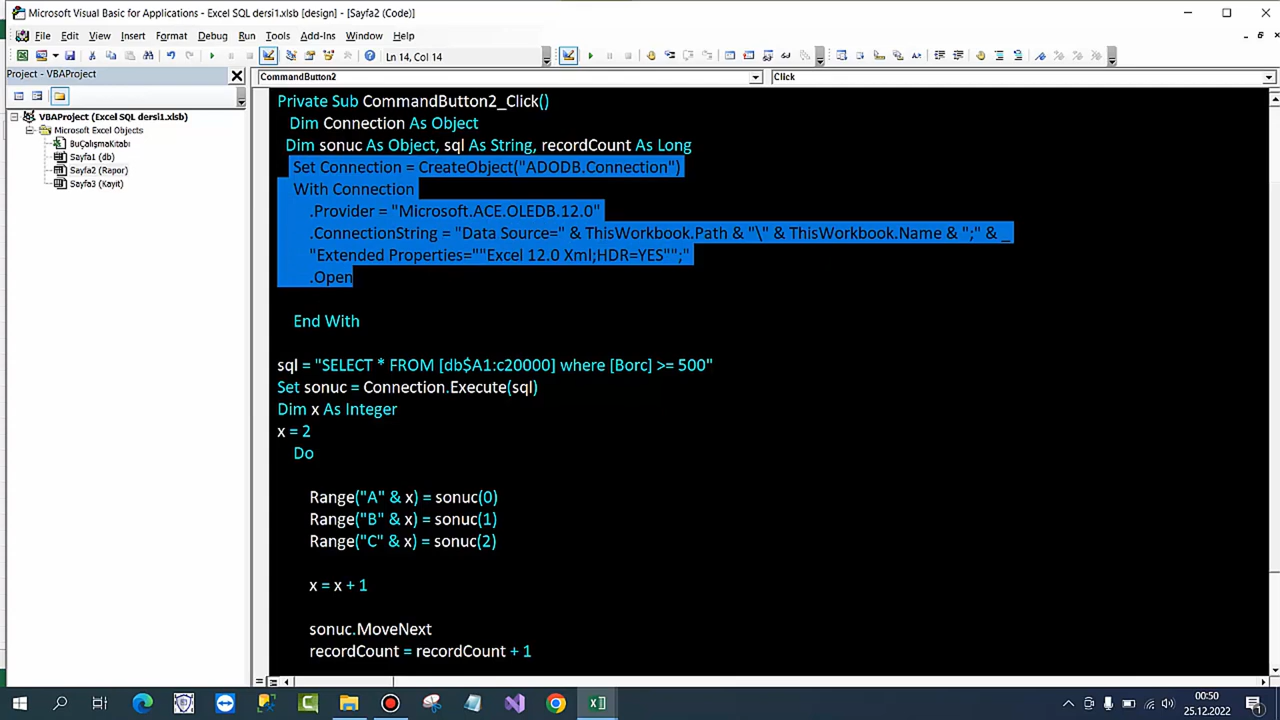 Microsoft Visual Basic for Applications - Excel SQL dersi1.xlsb [design] - [Sayfa2 (Code)]
File Edit View Insert Format Debug Run Tools Add-Ins Window Help
Ln 14, Col 14
Project - VBAProject
CommandButton2 Click
VBAProject (Excel SQL dersi1.xlsb)
Microsoft Excel Objects
BuÇalışmaKitabı
Sayfa1 (db)
Sayfa2 (Rapor)
Sayfa3 (Kayıt)
Private Sub CommandButton2_Click()
Dim Connection As Object
Dim sonuc As Object, sql As String, recordCount As Long
Set Connection = CreateObject("ADODB.Connection")
With Connection
.Provider = "Microsoft.ACE.OLEDB.12.0"
.ConnectionString = "Data Source=" & ThisWorkbook.Path & "\" & ThisWorkbook.Name & ";" & _
"Extended Properties=""Excel 12.0 Xml;HDR=YES"";"
.Open
End With
sql = "SELECT * FROM [db$A1:c20000] where [Borc] >= 500"
Set sonuc = Connection.Execute(sql)
Dim x As Integer
x = 2
Do
Range("A" & x) = sonuc(0)
Range("B" & x) = sonuc(1)
Range("C" & x) = sonuc(2)
x = x + 1
sonuc.MoveNext
recordCount = recordCount + 1
00:50
25.12.2022